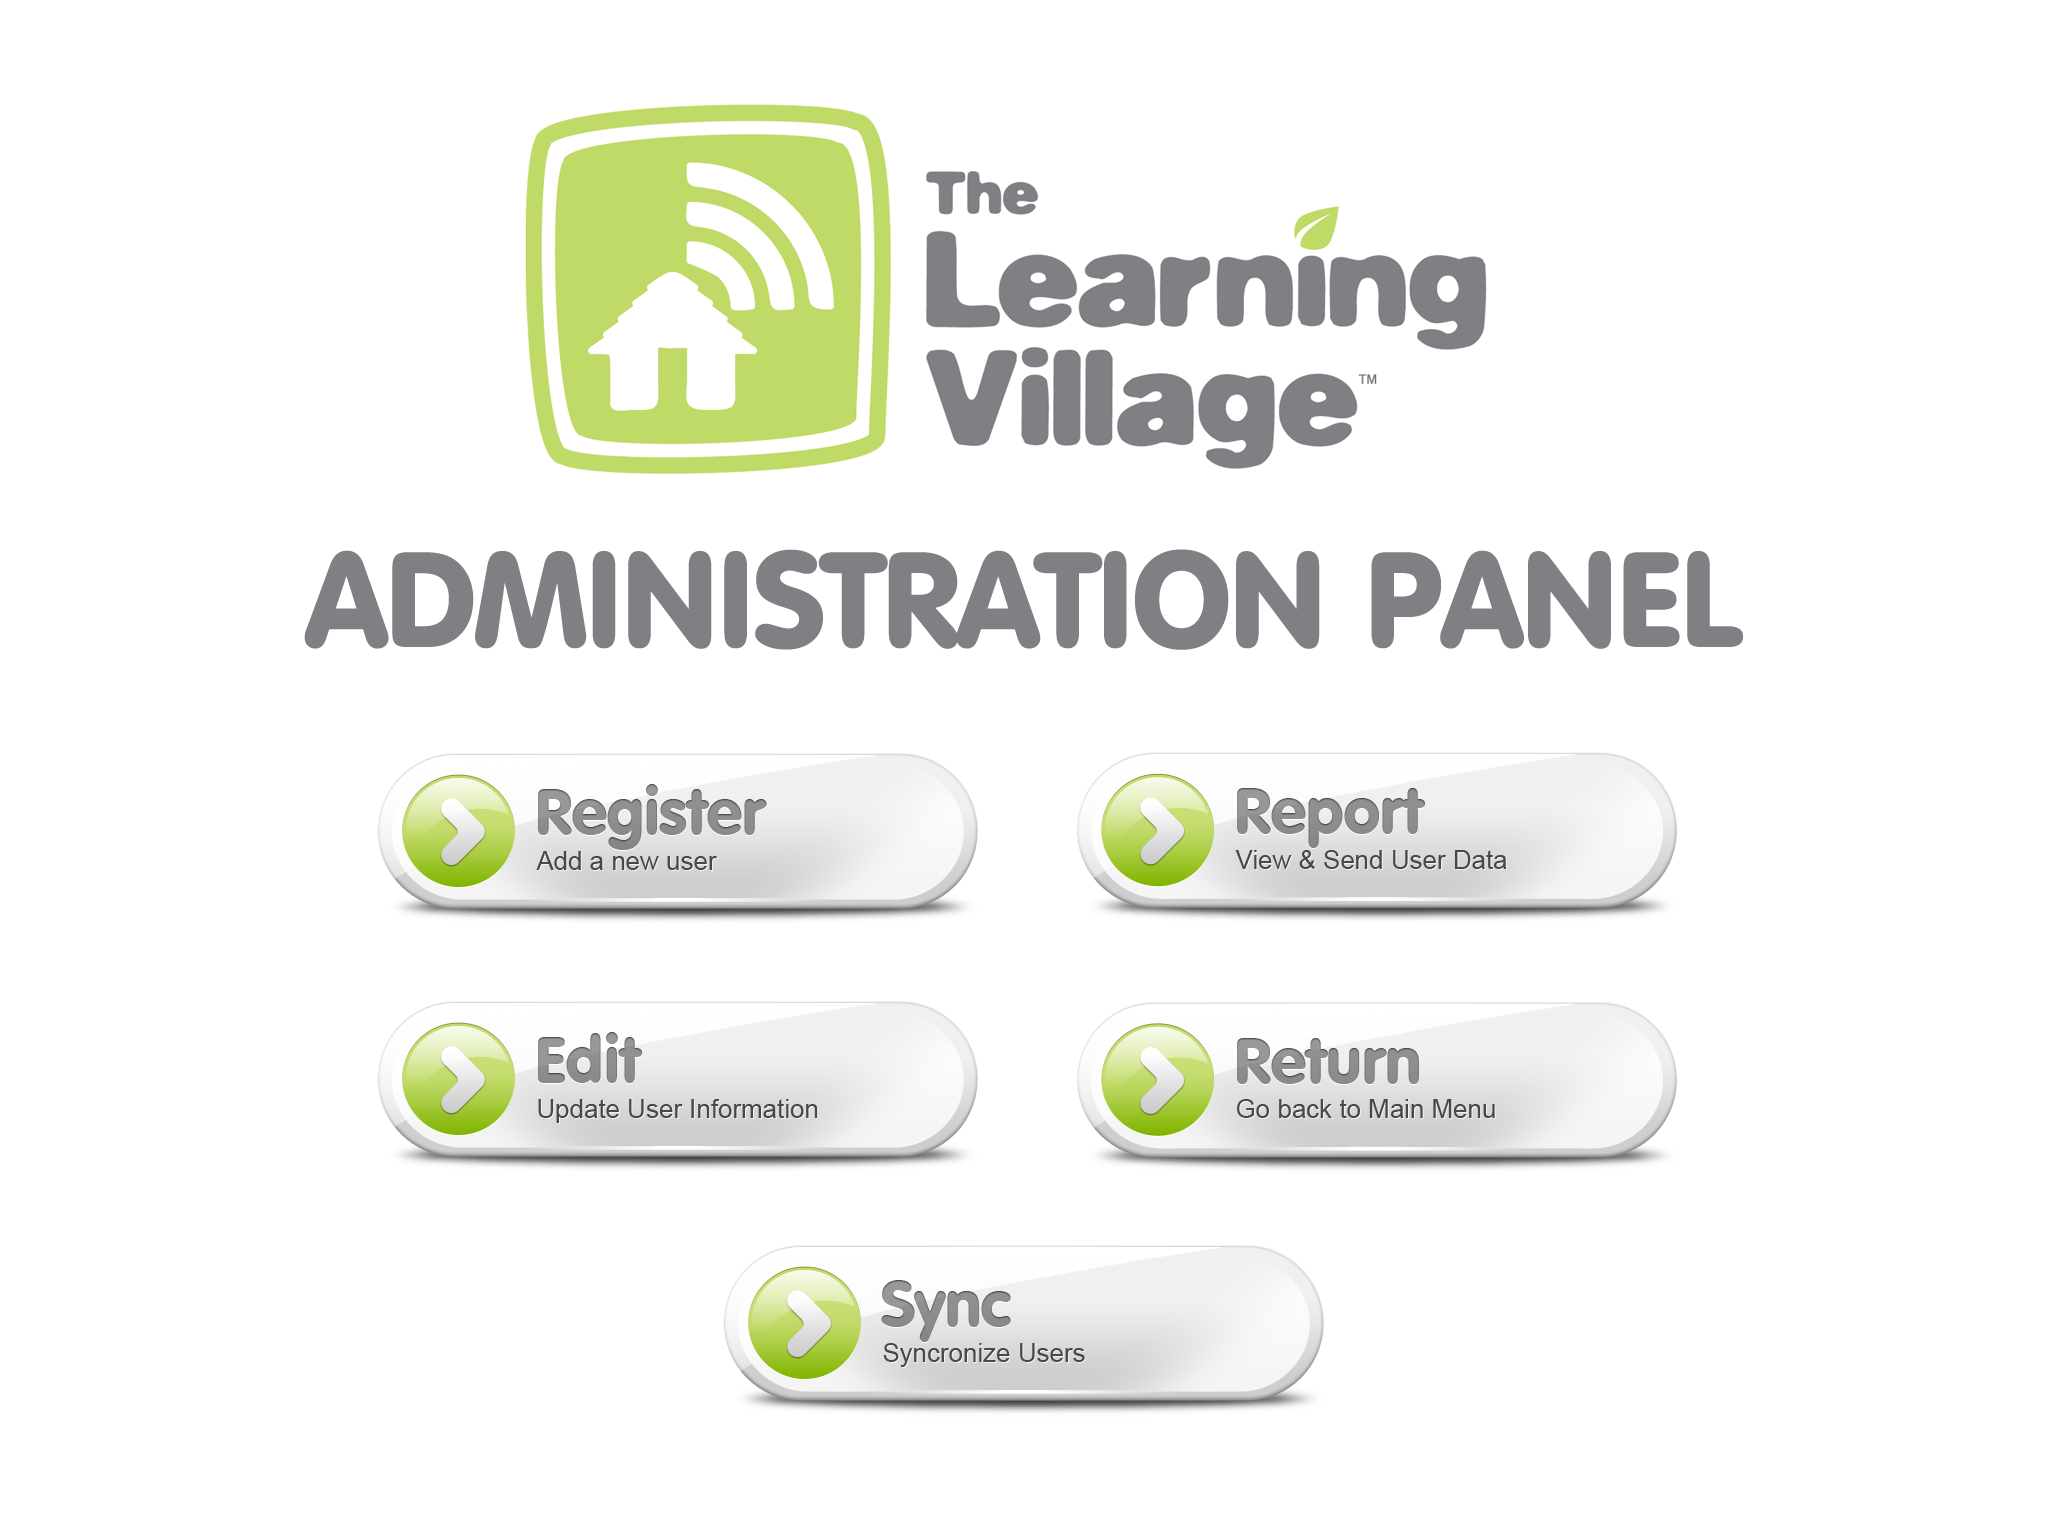 The
Learning
Village™
ADMINISTRATION PANEL
Register
Add a new user
Report
View & Send User Data
Edit
Update User Information
Return
Go back to Main Menu
Sync
Syncronize Users